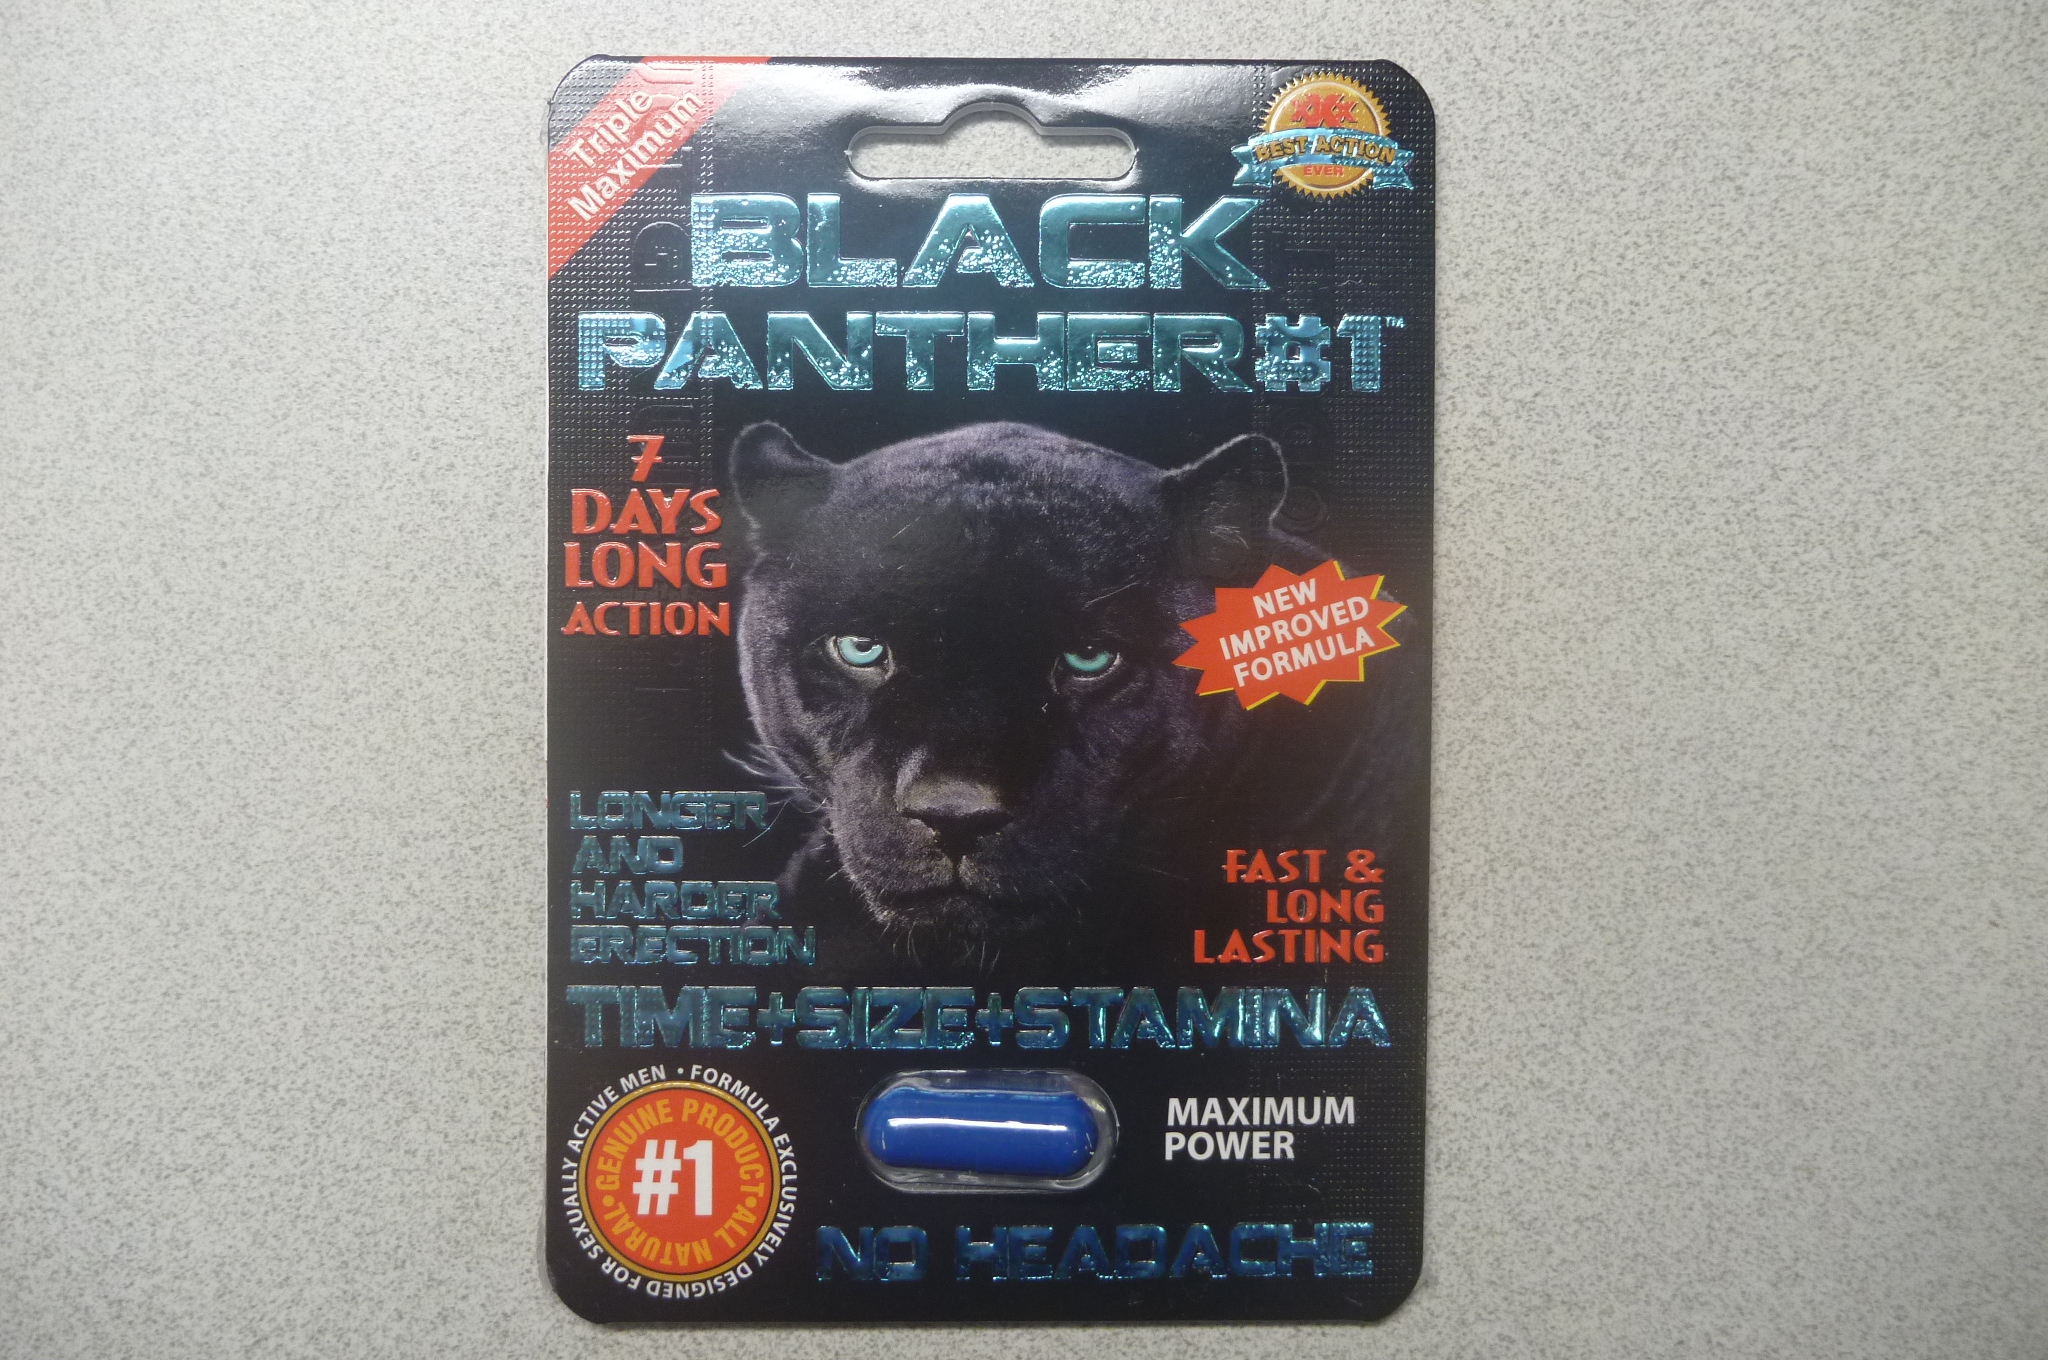 Triple
Maximum
XXX
BEST ACTION
EVER
BLACK
PANTHER #1™
7
DAYS
LONG
ACTION
NEW
IMPROVED
FORMULA
LONGER
AND
HARDER
ERECTION
FAST &
LONG
LASTING
TIME+SIZE+STAMINA
FORMULA EXCLUSIVELY DESIGNED FOR SEXUALLY ACTIVE MEN •
GENUINE PRODUCT • ALL NATURAL •
#1
MAXIMUM
POWER
NO HEADACHE